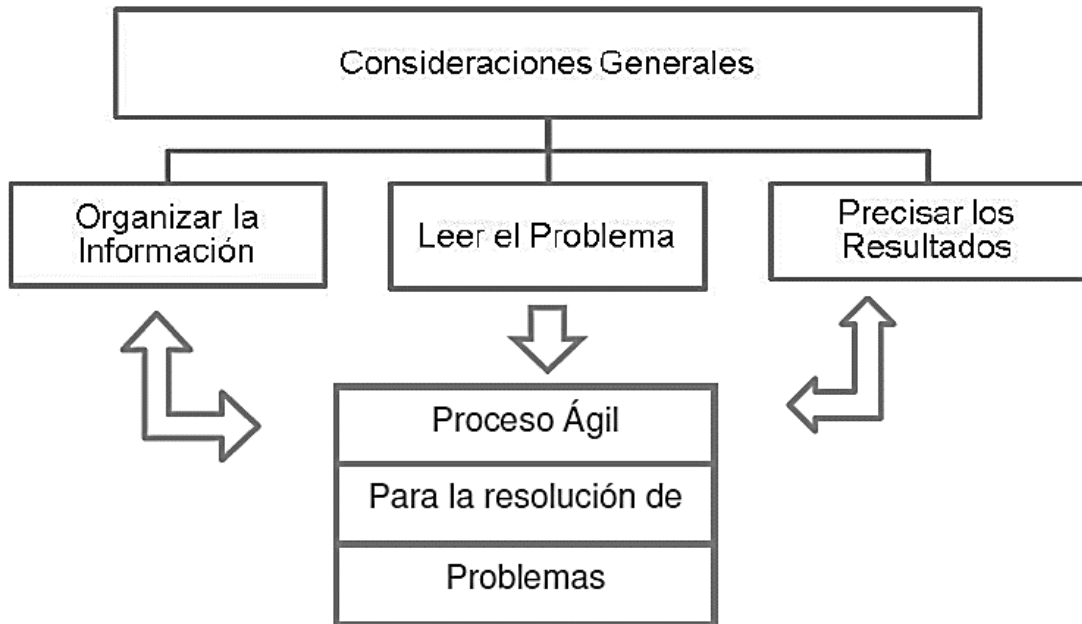 Consideraciones Generales
Organizar la
Información
Leer el Problema
Precisar los
Resultados
Proceso Ágil
Para la resolución de
Problemas